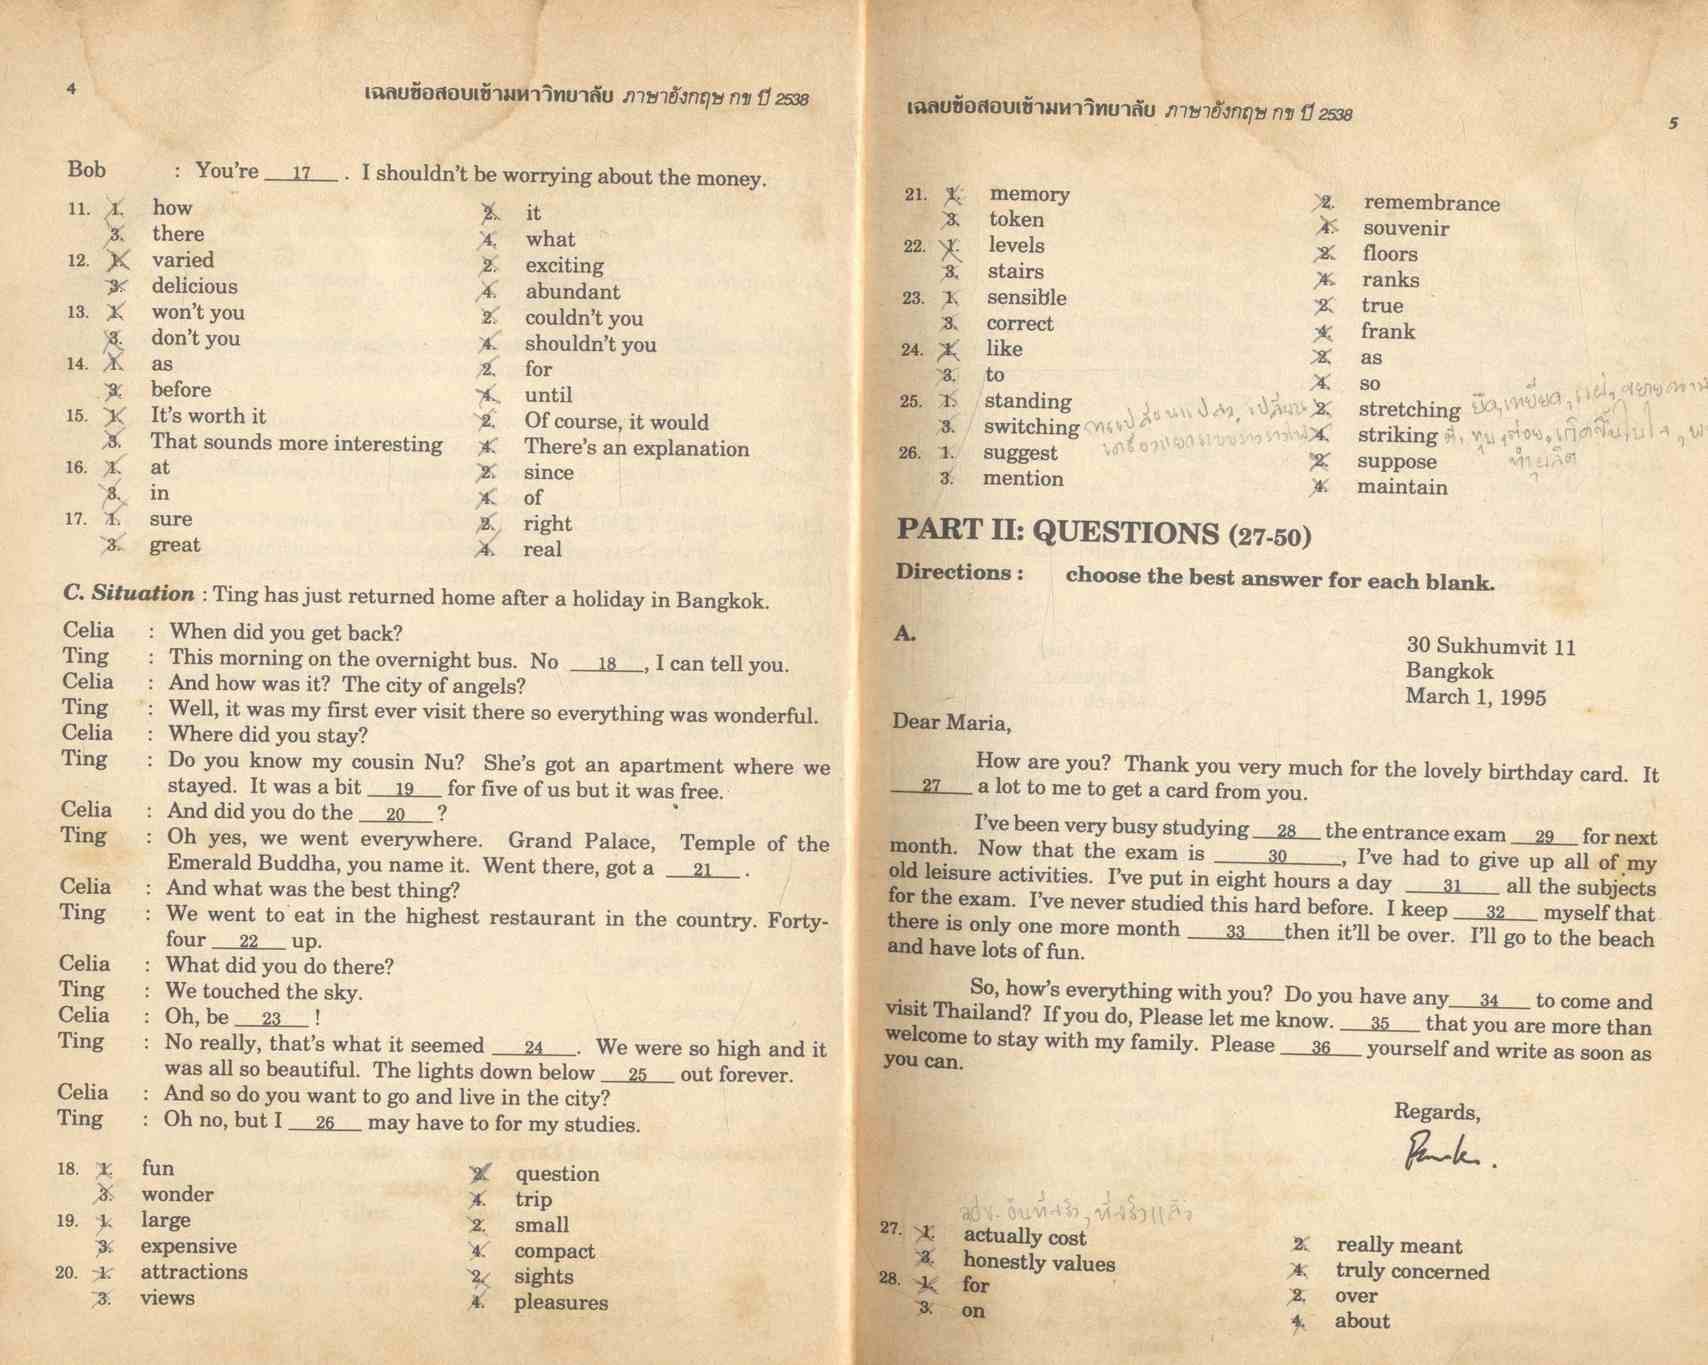 4
เฉลยข้อสอบเข้ามหาวิทยาลัย ภาษาอังกฤษ กข ปี 2538
Bob : You're 17 . I shouldn't be worrying about the money.
11. 1. how 2. it
3. there 4. what
12. 1. varied 2. exciting
3. delicious 4. abundant
13. 1. won't you 2. couldn't you
3. don't you 4. shouldn't you
14. 1. as 2. for
3. before 4. until
15. 1. It's worth it 2. Of course, it would
3. That sounds more interesting 4. There's an explanation
16. 1. at 2. since
3. in 4. of
17. 1. sure 2. right
3. great 4. real
C. Situation : Ting has just returned home after a holiday in Bangkok.
Celia : When did you get back?
Ting : This morning on the overnight bus. No 18 , I can tell you.
Celia : And how was it? The city of angels?
Ting : Well, it was my first ever visit there so everything was wonderful.
Celia : Where did you stay?
Ting : Do you know my cousin Nu? She's got an apartment where we
stayed. It was a bit 19 for five of us but it was free.
Celia : And did you do the 20 ?
Ting : Oh yes, we went everywhere. Grand Palace, Temple of the
Emerald Buddha, you name it. Went there, got a 21 .
Celia : And what was the best thing?
Ting : We went to eat in the highest restaurant in the country. Forty-
four 22 up.
Celia : What did you do there?
Ting : We touched the sky.
Celia : Oh, be 23 !
Ting : No really, that's what it seemed 24 . We were so high and it
was all so beautiful. The lights down below 25 out forever.
Celia : And so do you want to go and live in the city?
Ting : Oh no, but I 26 may have to for my studies.
18. 1. fun 2. question
3. wonder 4. trip
19. 1. large 2. small
3. expensive 4. compact
20. 1. attractions 2. sights
3. views 4. pleasures
เฉลยข้อสอบเข้ามหาวิทยาลัย ภาษาอังกฤษ กข ปี 2538
5
21. 1. memory 2. remembrance
3. token 4. souvenir
22. 1. levels 2. floors
3. stairs 4. ranks
23. 1. sensible 2. true
3. correct 4. frank
24. 1. like 2. as
3. to 4. so
25. 1. standing 2. stretching
3. switching 4. striking
26. 1. suggest 2. suppose
3. mention 4. maintain
PART II: QUESTIONS (27-50)
Directions : choose the best answer for each blank.
A.
30 Sukhumvit 11
Bangkok
March 1, 1995
Dear Maria,
How are you? Thank you very much for the lovely birthday card. It
27 a lot to me to get a card from you.
I've been very busy studying 28 the entrance exam 29 for next
month. Now that the exam is 30 , I've had to give up all of my
old leisure activities. I've put in eight hours a day 31 all the subjects
for the exam. I've never studied this hard before. I keep 32 myself that
there is only one more month 33 then it'll be over. I'll go to the beach
and have lots of fun.
So, how's everything with you? Do you have any 34 to come and
visit Thailand? If you do, Please let me know. 35 that you are more than
welcome to stay with my family. Please 36 yourself and write as soon as
you can.
Regards,
27. 1. actually cost 2. really meant
3. honestly values 4. truly concerned
28. 1. for 2. over
3. on 4. about